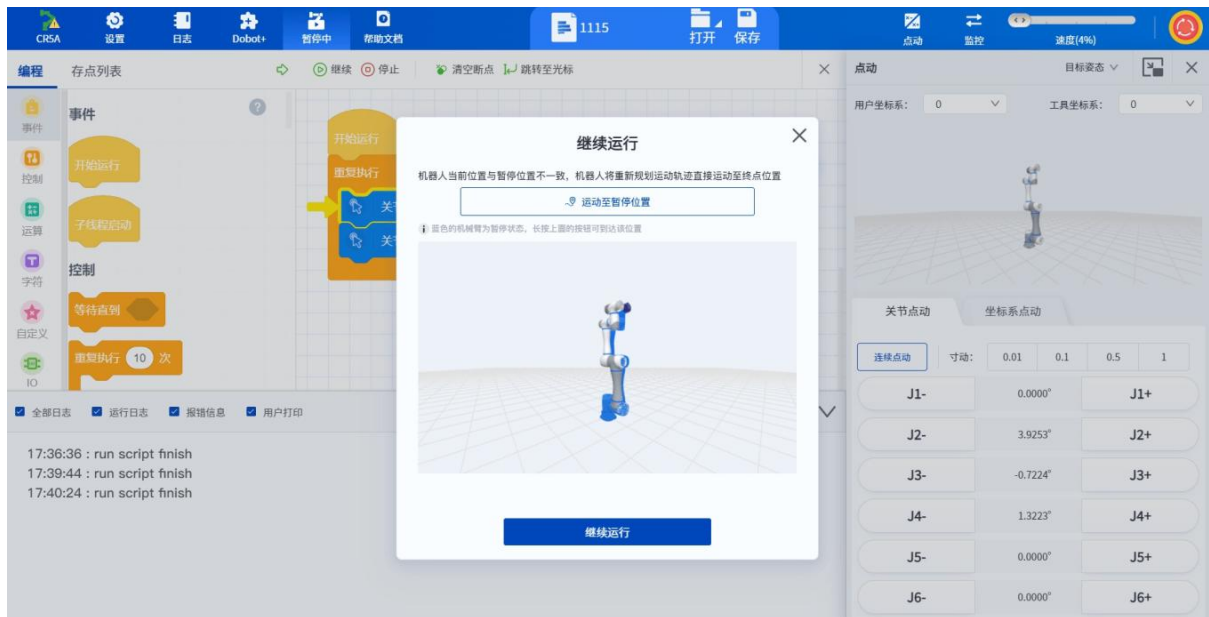 CR5A 设置 日志 Dobot+ 暂停中 帮助文档 1115 打开 保存 点动 监控 速度(4%)
编程 存点列表 继续 停止 清空断点 跳转至光标
点动 目标姿态
用户坐标系: 0 工具坐标系: 0
事件
控制
运算
字符
自定义
IO
事件
开始运行
子线程启动
控制
等待直到
重复执行 10 次
开始运行
重复执行
关
关
继续运行
机器人当前位置与暂停位置不一致，机器人将重新规划运动轨迹直接运动至终点位置
运动至暂停位置
蓝色的机械臂为暂停状态，长按上面的按钮可到达该位置
继续运行
全部日志 运行日志 报错信息 用户打印
17:36:36 : run script finish
17:39:44 : run script finish
17:40:24 : run script finish
关节点动 坐标系点动
连续点动 寸动: 0.01 0.1 0.5 1
J1- 0.0000° J1+
J2- 3.9253° J2+
J3- -0.7224° J3+
J4- 1.3223° J4+
J5- 0.0000° J5+
J6- 0.0000° J6+